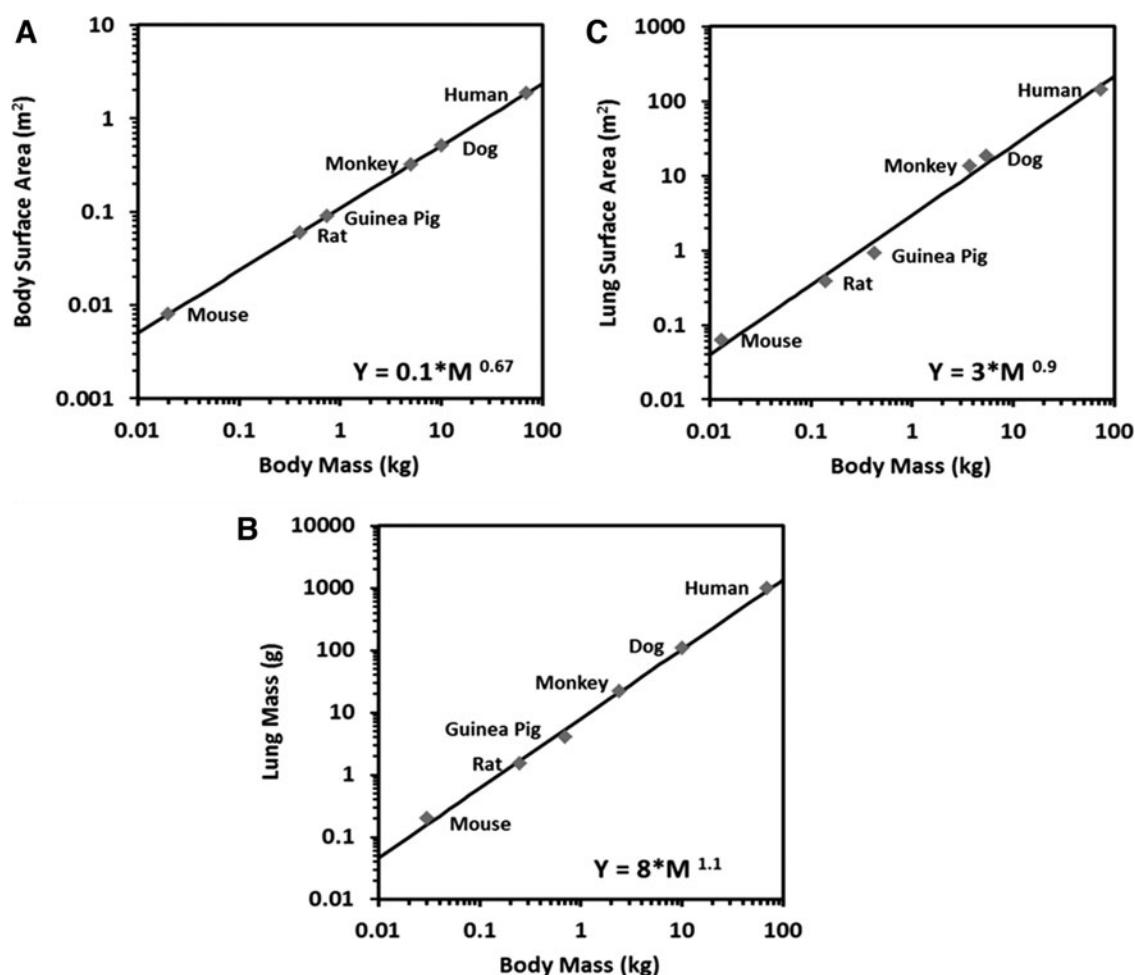 A
10
1
0.1
0.01
0.001
Body Surface Area (m²)
Human
Dog
Monkey
Guinea Pig
Rat
Mouse
Y = 0.1*M 0.67
0.01 0.1 1 10 100
Body Mass (kg)
C
1000
100
10
1
0.1
0.01
Lung Surface Area (m²)
Human
Dog
Monkey
Guinea Pig
Rat
Mouse
Y = 3*M 0.9
0.01 0.1 1 10 100
Body Mass (kg)
B
10000
1000
100
10
1
0.1
0.01
Lung Mass (g)
Human
Dog
Monkey
Guinea Pig
Rat
Mouse
Y = 8*M 1.1
0.01 0.1 1 10 100
Body Mass (kg)